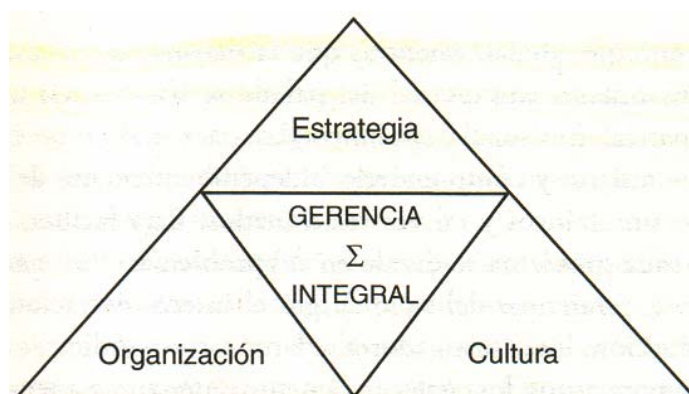 Estrategia
GERENCIA
Σ
INTEGRAL
Organización
Cultura